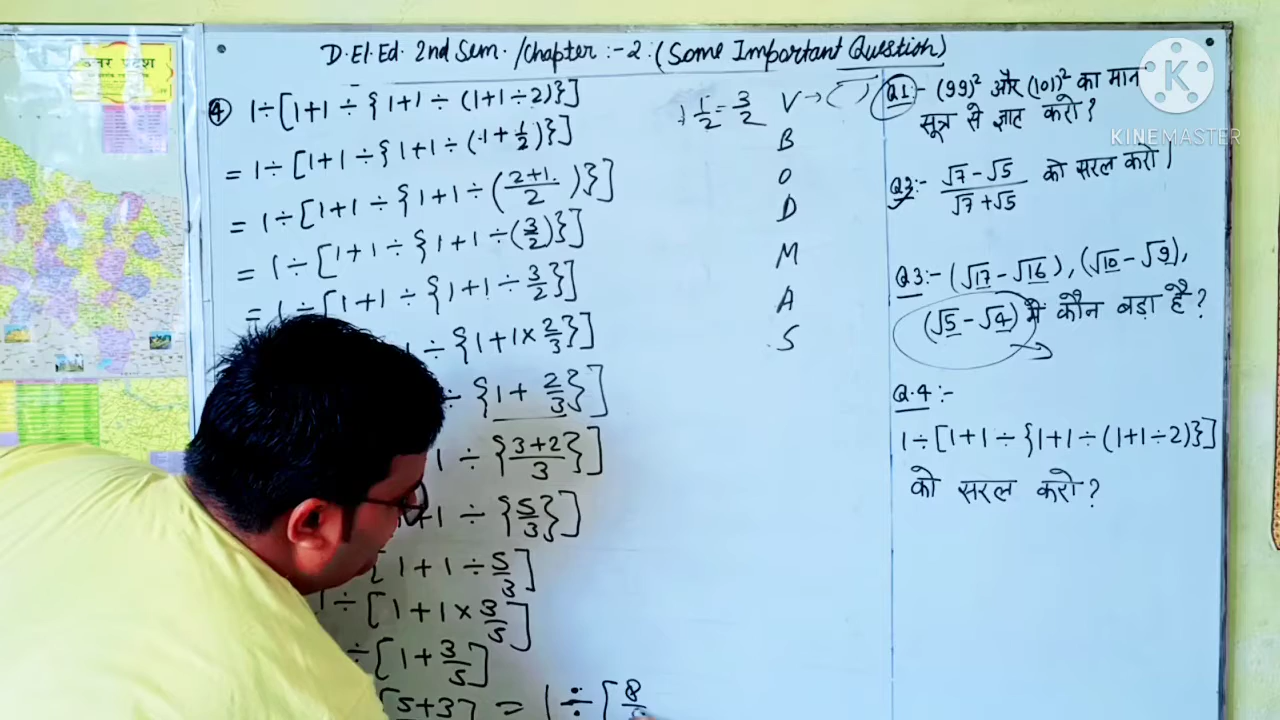 D.El.Ed. 2nd Sem. / Chapter :- 2 : (Some Important Question)
④ 1÷[1+1÷{1+1÷(1+1÷2)}]
= 1÷[1+1÷{1+1÷(1+1/2)}]
= 1÷[1+1÷{1+1÷((2+1)/2)}]
= 1÷[1+1÷{1+1÷(3/2)}]
= 1÷[1+1÷{1+1÷3/2}]
÷{1+1×2/3}]
÷{1+2/3}]
1÷{(3+2)/3}]
+1÷{5/3}]
[1+1÷5/3]
1÷[1+1×3/5]
÷[1+3/5]
[5+3] = 1÷[8/
1 1/2 = 3/2
V→( )
B
O
D
M
A
S
Q1:- (99)² और (101)² का मान
सूत्र से ज्ञात करो?
Q2:- (√7-√5)/(√7+√5) को सरल करो।
Q3:- (√17-√16), (√10-√9),
(√5-√4) में कौन बड़ा है?
Q.4:-
1÷[1+1÷{1+1÷(1+1÷2)}]
को सरल करो?
उत्तर प्रदेश
K
KINEMASTER